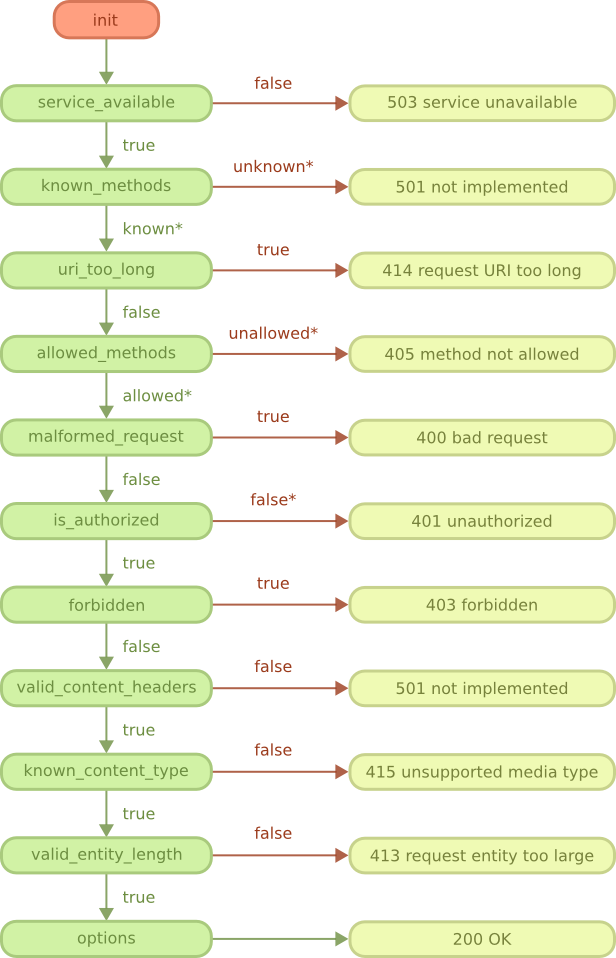 init
false
service_available
503 service unavailable
true
unknown*
known_methods
501 not implemented
known*
true
uri_too_long
414 request URI too long
false
unallowed*
allowed_methods
405 method not allowed
allowed*
true
malformed_request
400 bad request
false
false*
is_authorized
401 unauthorized
true
true
forbidden
403 forbidden
false
false
valid_content_headers
501 not implemented
true
false
known_content_type
415 unsupported media type
true
false
valid_entity_length
413 request entity too large
true
options
200 OK